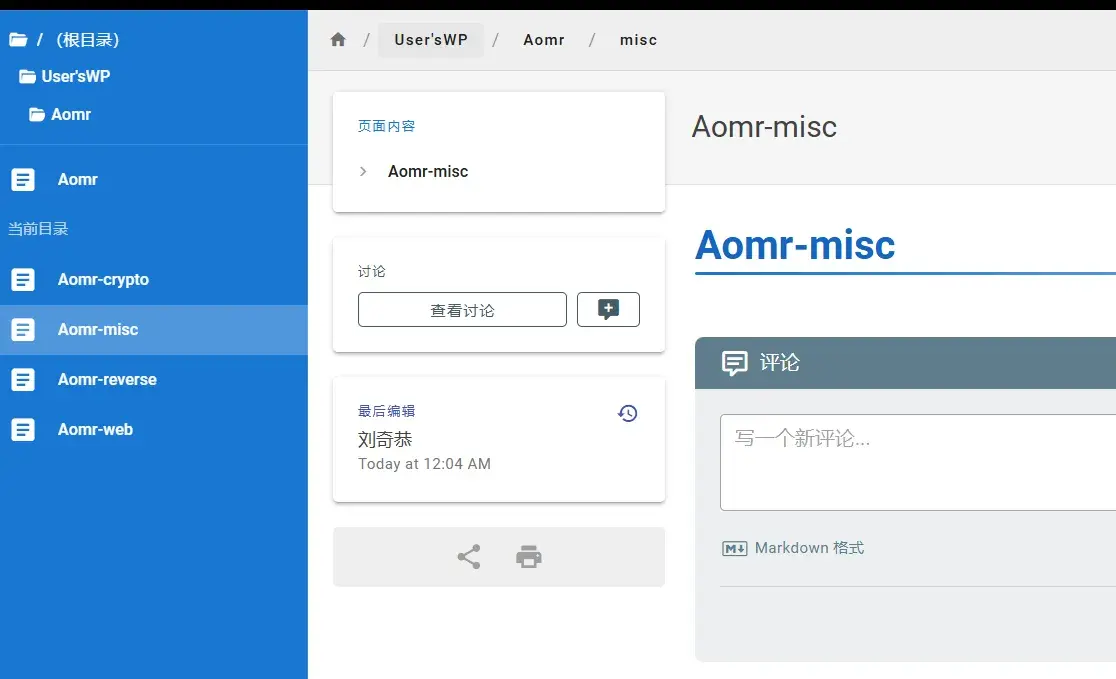 / (根目录)
User'sWP
Aomr
Aomr
当前目录
Aomr-crypto
Aomr-misc
Aomr-reverse
Aomr-web
/ User'sWP / Aomr / misc
页面内容
Aomr-misc
讨论
查看讨论
最后编辑
刘奇恭
Today at 12:04 AM
Aomr-misc
Aomr-misc
评论
写一个新评论...
M↓ Markdown 格式